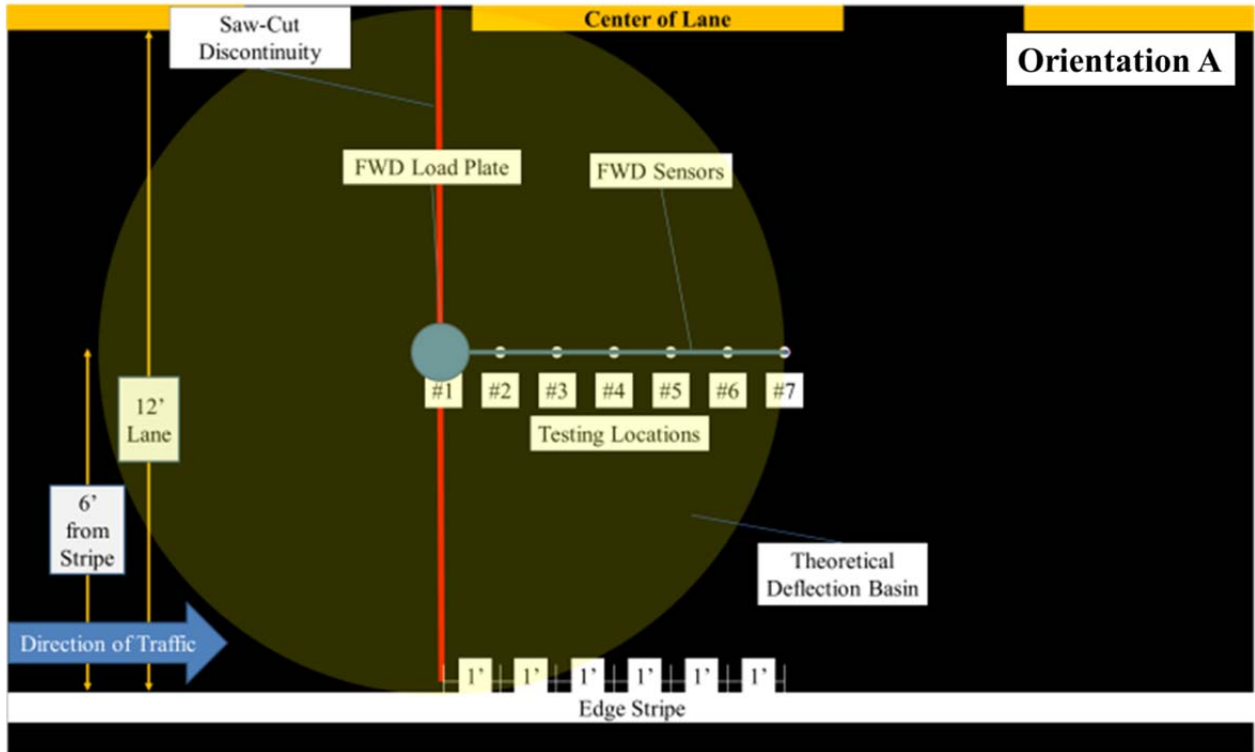 Center of Lane
Saw-Cut
Discontinuity
Orientation A
FWD Load Plate
FWD Sensors
#1 #2 #3 #4 #5 #6 #7
Testing Locations
12’
Lane
6’
from
Stripe
Theoretical
Deflection Basin
Direction of Traffic
1’ 1’ 1’ 1’ 1’ 1’
Edge Stripe